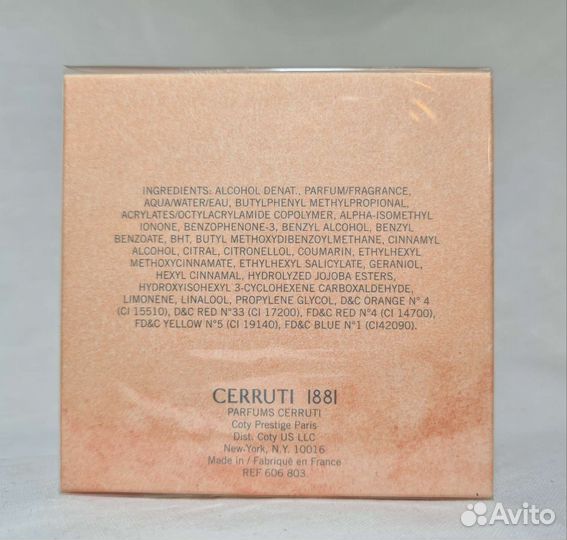 INGREDIENTS: ALCOHOL DENAT., PARFUM/FRAGRANCE,
AQUA/WATER/EAU, BUTYLPHENYL METHYLPROPIONAL,
ACRYLATES/OCTYLACRYLAMIDE COPOLYMER, ALPHA-ISOMETHYL
IONONE, BENZOPHENONE-3, BENZYL ALCOHOL, BENZYL
BENZOATE, BHT, BUTYL METHOXYDIBENZOYLMETHANE, CINNAMYL
ALCOHOL, CITRAL, CITRONELLOL, COUMARIN, ETHYLHEXYL
METHOXYCINNAMATE, ETHYLHEXYL SALICYLATE, GERANIOL,
HEXYL CINNAMAL, HYDROLYZED JOJOBA ESTERS,
HYDROXYISOHEXYL 3-CYCLOHEXENE CARBOXALDEHYDE,
LIMONENE, LINALOOL, PROPYLENE GLYCOL, D&C ORANGE N° 4
(CI 15510), D&C RED N°33 (CI 17200), FD&C RED N°4 (CI 14700),
FD&C YELLOW N°5 (CI 19140), FD&C BLUE N°1 (CI42090).
CERRUTI 1881
PARFUMS CERRUTI
Coty Prestige Paris
Dist. Coty US LLC
New-York, N.Y. 10016
Made in / Fabriqué en France
REF 606 803
Avito